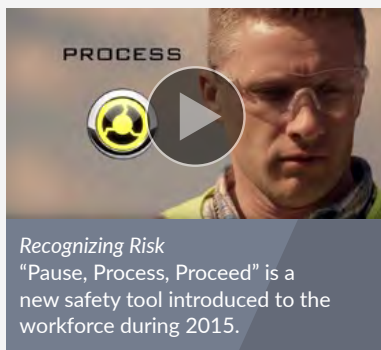 PROCESS
Recognizing Risk
“Pause, Process, Proceed” is a
new safety tool introduced to the
workforce during 2015.